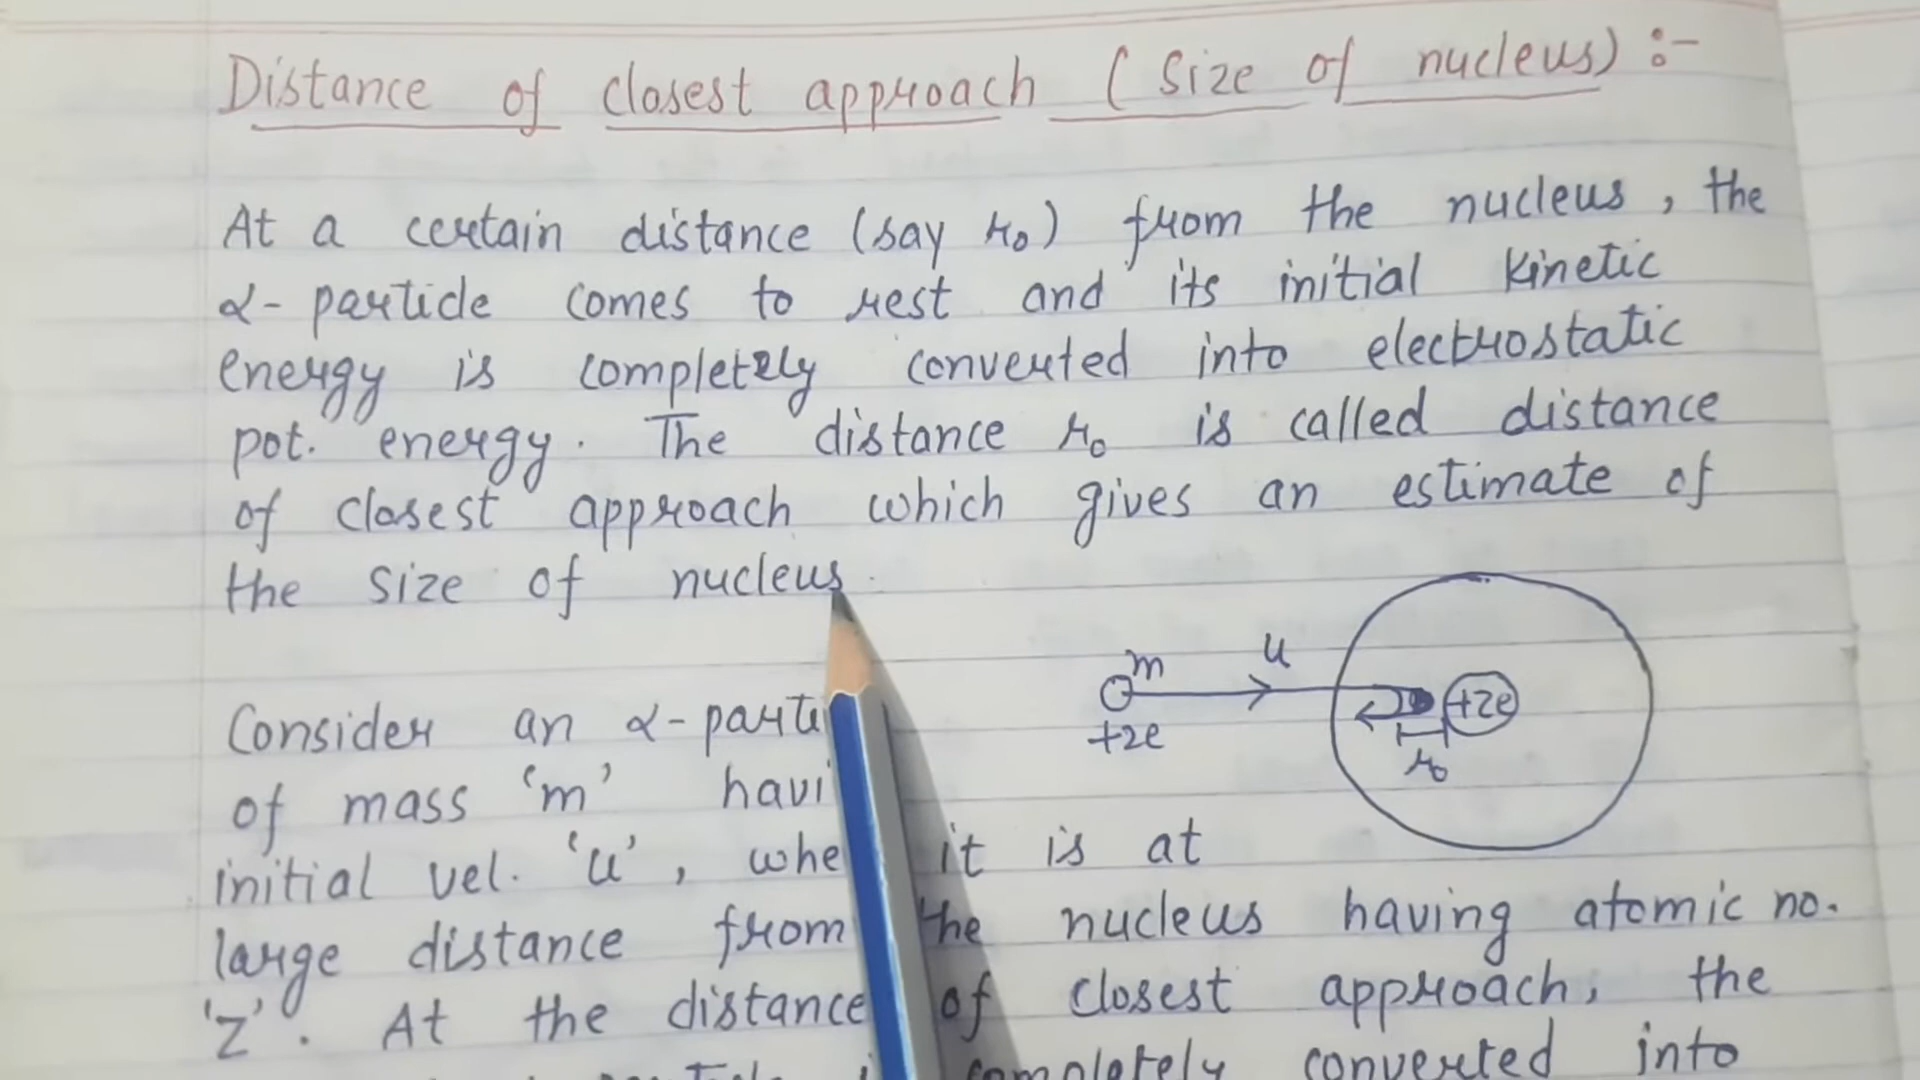 Distance of closest approach (size of nucleus) :-
At a certain distance (say r₀) from the nucleus, the
α-particle comes to rest and its initial kinetic
energy is completely converted into electrostatic
pot. energy. The distance r₀ is called distance
of closest approach which gives an estimate of
the size of nucleus.
m
u
+2e
+2e
r₀
Consider an α-parti
of mass 'm' havi
initial vel. 'u', whe it is at
large distance from the nucleus having atomic no.
'Z'. At the distance of closest approach, the
completely converted into